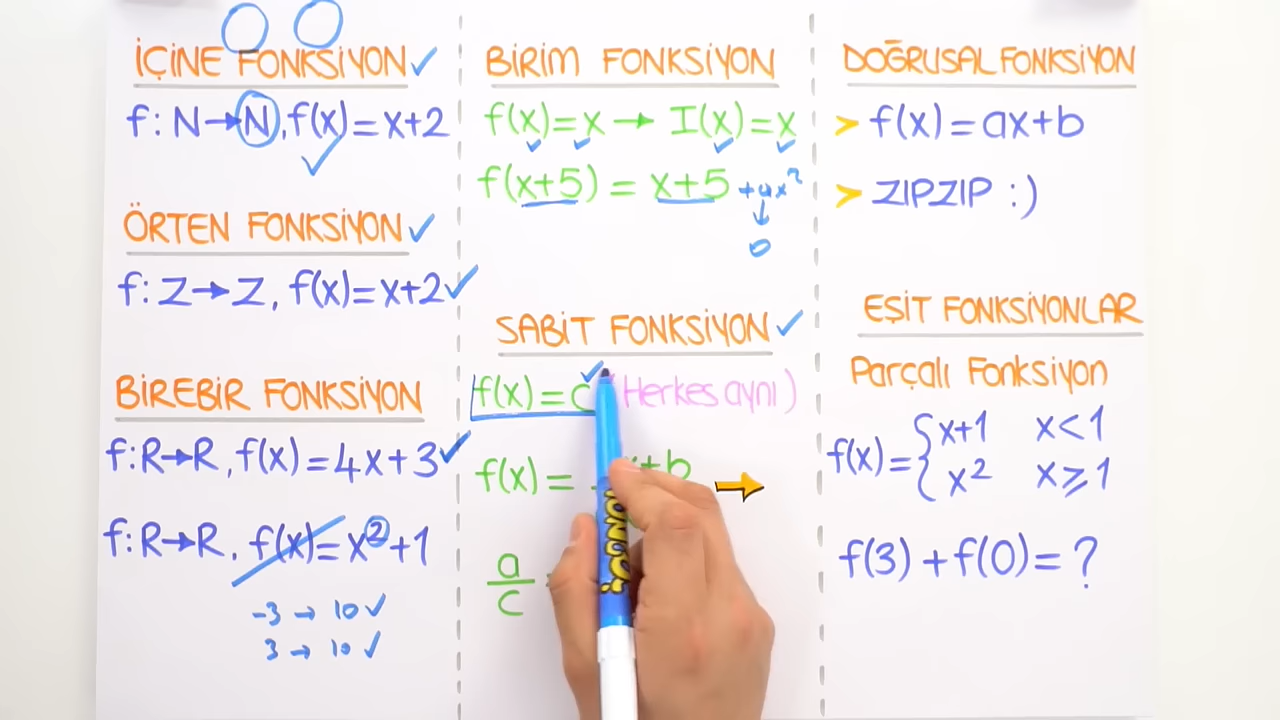 İÇİNE FONKSİYON ✓
f: N→N, f(x)=x+2
✓
ÖRTEN FONKSİYON ✓
f: Z→Z, f(x)=x+2 ✓
BİREBİR FONKSİYON
f:R→R, f(x)=4x+3 ✓
f:R→R, f(x)=x²+1
-3 → 10 ✓
3 → 10 ✓
BİRİM FONKSİYON
f(x)=x → I(x)=x
f(x+5) = x+5 +ax²
↓
0
SABİT FONKSİYON ✓
f(x)=c ✓ (Herkes aynı)
f(x)= +b →
a
c
DOĞRUSAL FONKSİYON
> f(x)=ax+b
> ZIPZIP :)
EŞİT FONKSİYONLAR
Parçalı Fonksiyon
f(x)={ x+1 x<1
x² x≥1
f(3)+f(0)=?